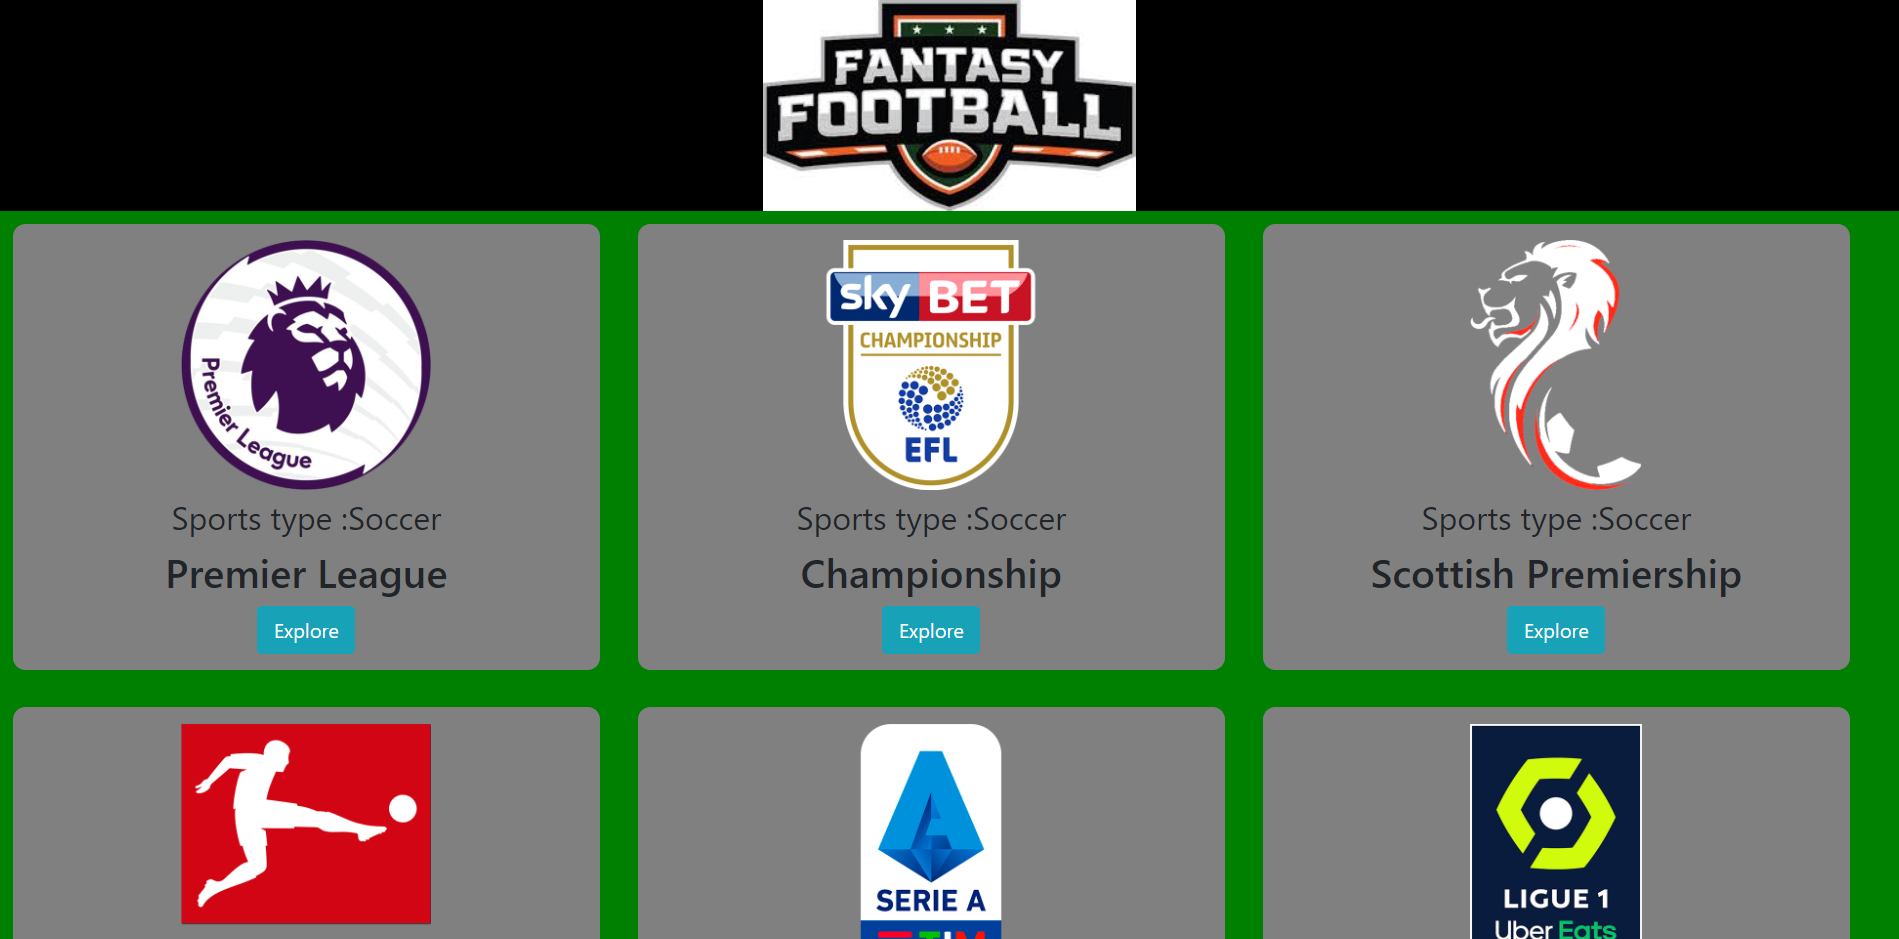 FANTASY
FOOTBALL
Premier League
sky BET
CHAMPIONSHIP
EFL
Sports type :Soccer
Sports type :Soccer
Sports type :Soccer
Premier League
Championship
Scottish Premiership
Explore
Explore
Explore
SERIE A
TIM
LIGUE 1
Uber Eats